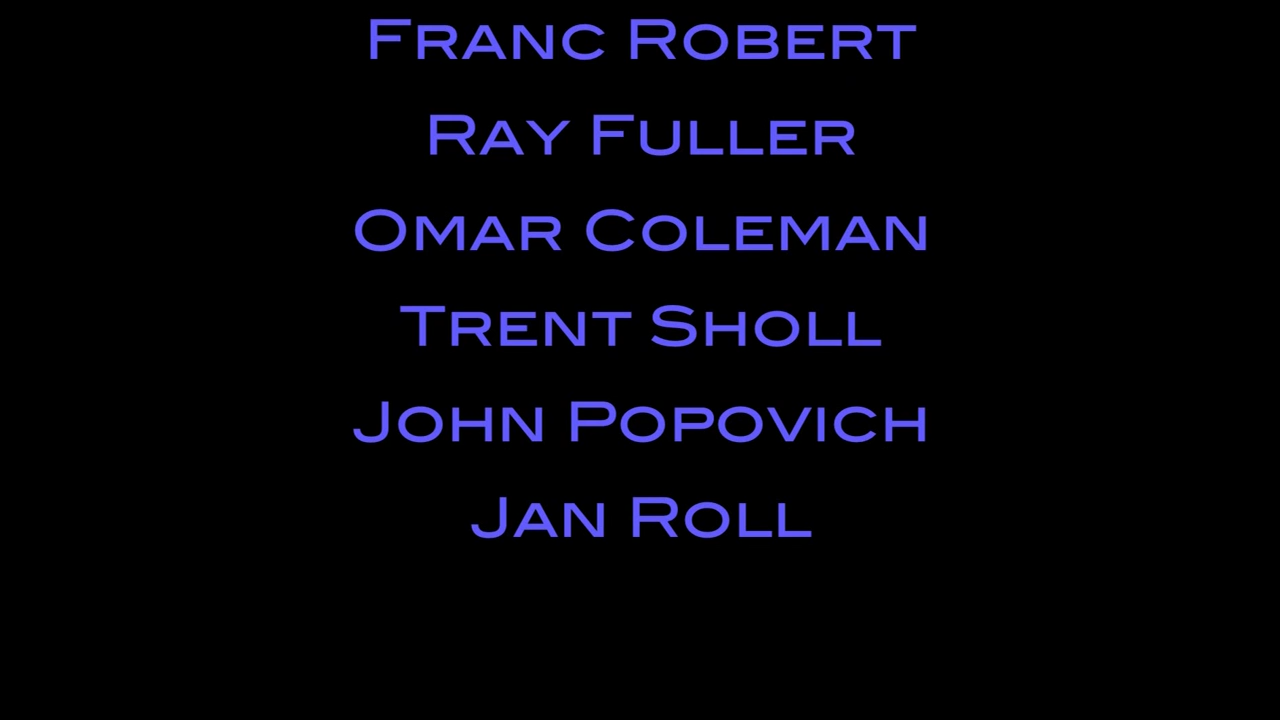 Franc Robert
Ray Fuller
Omar Coleman
Trent Sholl
John Popovich
Jan Roll